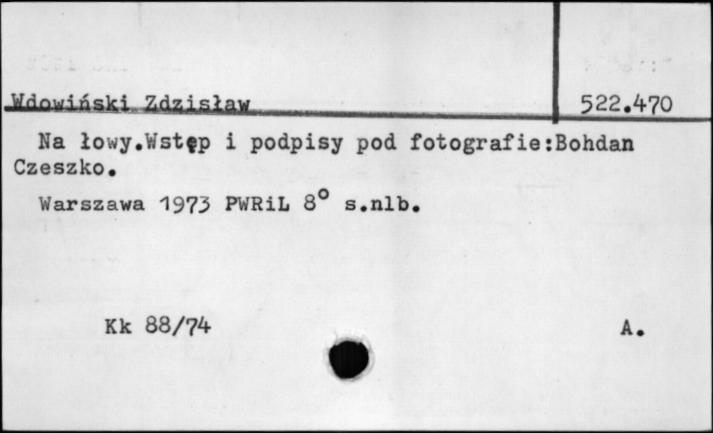 Wdowiński Zdzisław
522.470
Na łowy.Wstęp i podpisy pod fotografie:Bohdan
Czeszko.
Warszawa 1973 PWRiL 8° s.nlb.
Kk 88/74
A.